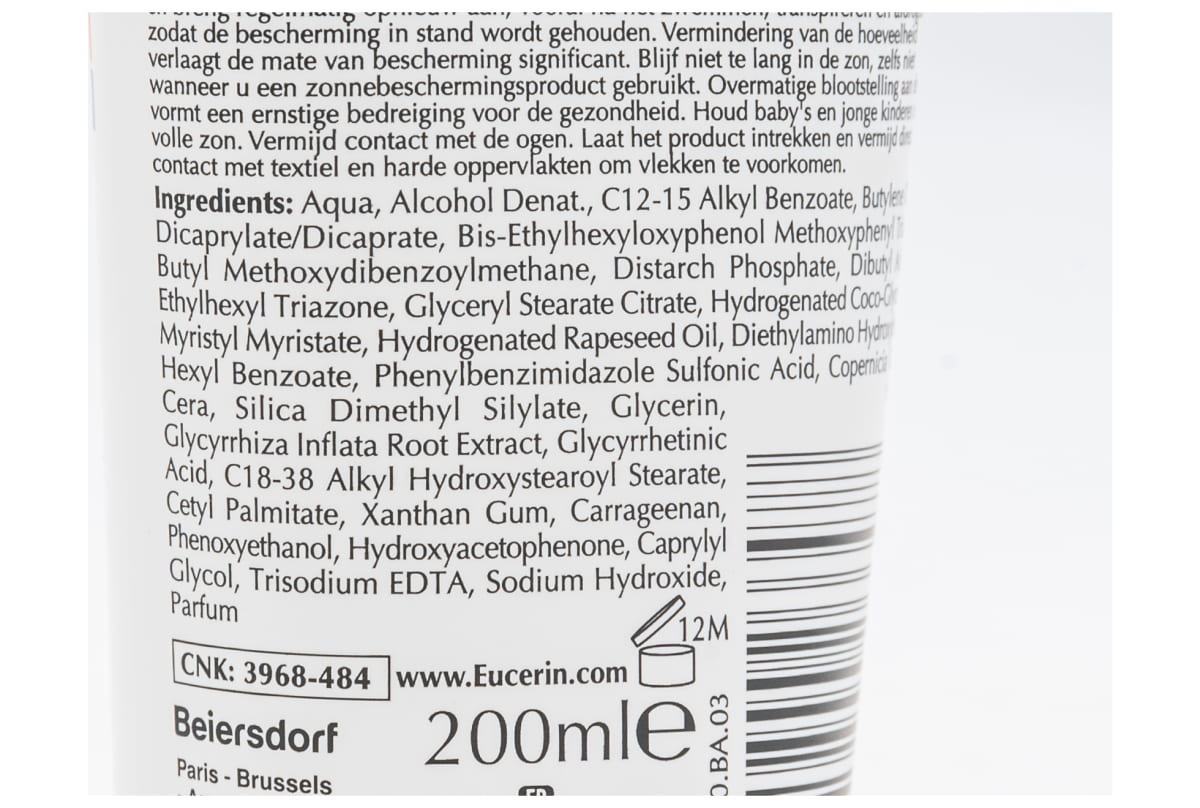 zodat de bescherming in stand wordt gehouden. Vermindering van de hoeveelheid
verlaagt de mate van bescherming significant. Blijf niet te lang in de zon, zelfs niet
wanneer u een zonnebeschermingsproduct gebruikt. Overmatige blootstelling aan
vormt een ernstige bedreiging voor de gezondheid. Houd baby's en jonge kinderen
volle zon. Vermijd contact met de ogen. Laat het product intrekken en vermijd
contact met textiel en harde oppervlakten om vlekken te voorkomen.
Ingredients: Aqua, Alcohol Denat., C12-15 Alkyl Benzoate, Butylene
Dicaprylate/Dicaprate, Bis-Ethylhexyloxyphenol Methoxyphenyl
Butyl Methoxydibenzoylmethane, Distarch Phosphate, Dibutyl
Ethylhexyl Triazone, Glyceryl Stearate Citrate, Hydrogenated
Myristyl Myristate, Hydrogenated Rapeseed Oil, Diethylamino
Hexyl Benzoate, Phenylbenzimidazole Sulfonic Acid, Copernicia
Cera, Silica Dimethyl Silylate, Glycerin,
Glycyrrhiza Inflata Root Extract, Glycyrrhetinic
Acid, C18-38 Alkyl Hydroxystearoyl Stearate,
Cetyl Palmitate, Xanthan Gum, Carrageenan,
Phenoxyethanol, Hydroxyacetophenone, Caprylyl
Glycol, Trisodium EDTA, Sodium Hydroxide,
Parfum
12M
CNK: 3968-484 www.Eucerin.com
Beiersdorf
200ml e
Paris - Brussels
.BA.03